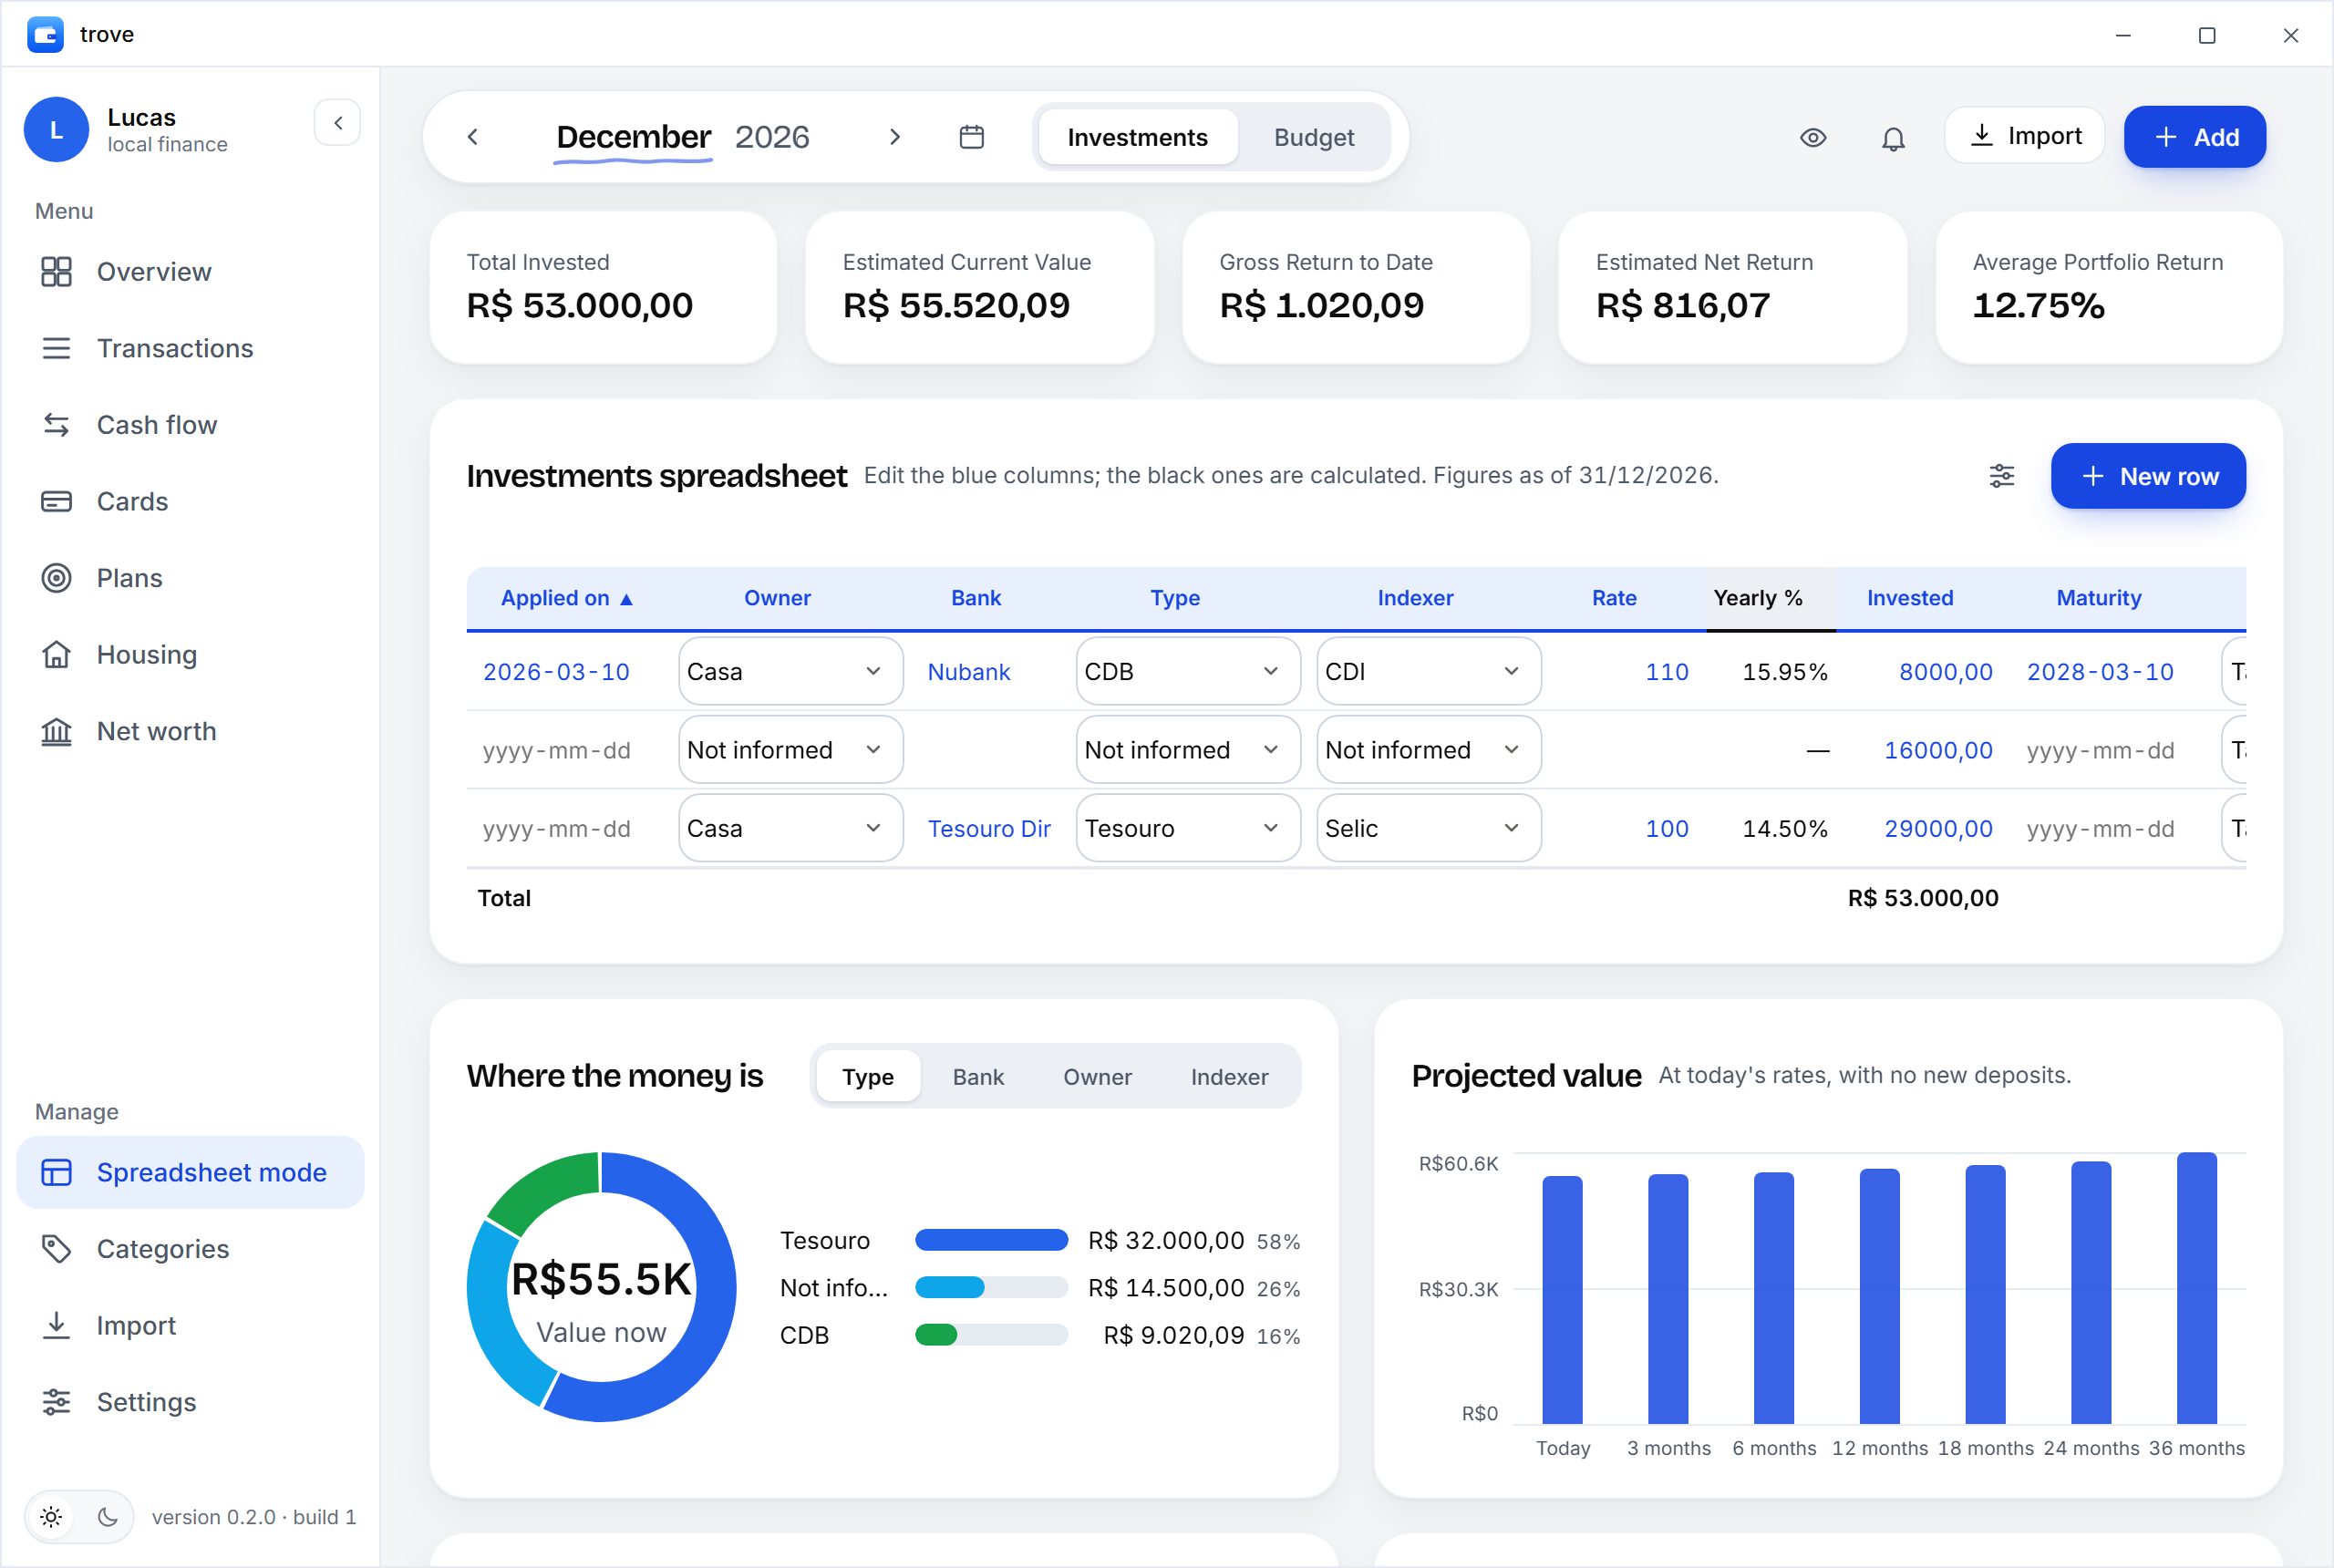 trove
L
Lucas
local finance
Menu
Overview
Transactions
Cash flow
Cards
Plans
Housing
Net worth
Manage
Spreadsheet mode
Categories
Import
Settings
version 0.2.0 · build 1
December 2026
Investments Budget
Import
Add
Total Invested
R$ 53.000,00
Estimated Current Value
R$ 55.520,09
Gross Return to Date
R$ 1.020,09
Estimated Net Return
R$ 816,07
Average Portfolio Return
12.75%
Investments spreadsheet Edit the blue columns; the black ones are calculated. Figures as of 31/12/2026.
New row
Applied on ▲ Owner Bank Type Indexer Rate Yearly % Invested Maturity
2026-03-10 Casa Nubank CDB CDI 110 15.95% 8000,00 2028-03-10
yyyy-mm-dd Not informed Not informed Not informed — 16000,00 yyyy-mm-dd
yyyy-mm-dd Casa Tesouro Dir Tesouro Selic 100 14.50% 29000,00 yyyy-mm-dd
Total R$ 53.000,00
Where the money is
Type Bank Owner Indexer
R$55.5K
Value now
Tesouro R$ 32.000,00 58%
Not info... R$ 14.500,00 26%
CDB R$ 9.020,09 16%
Projected value At today's rates, with no new deposits.
R$60.6K
R$30.3K
R$0
Today 3 months 6 months 12 months 18 months 24 months 36 months